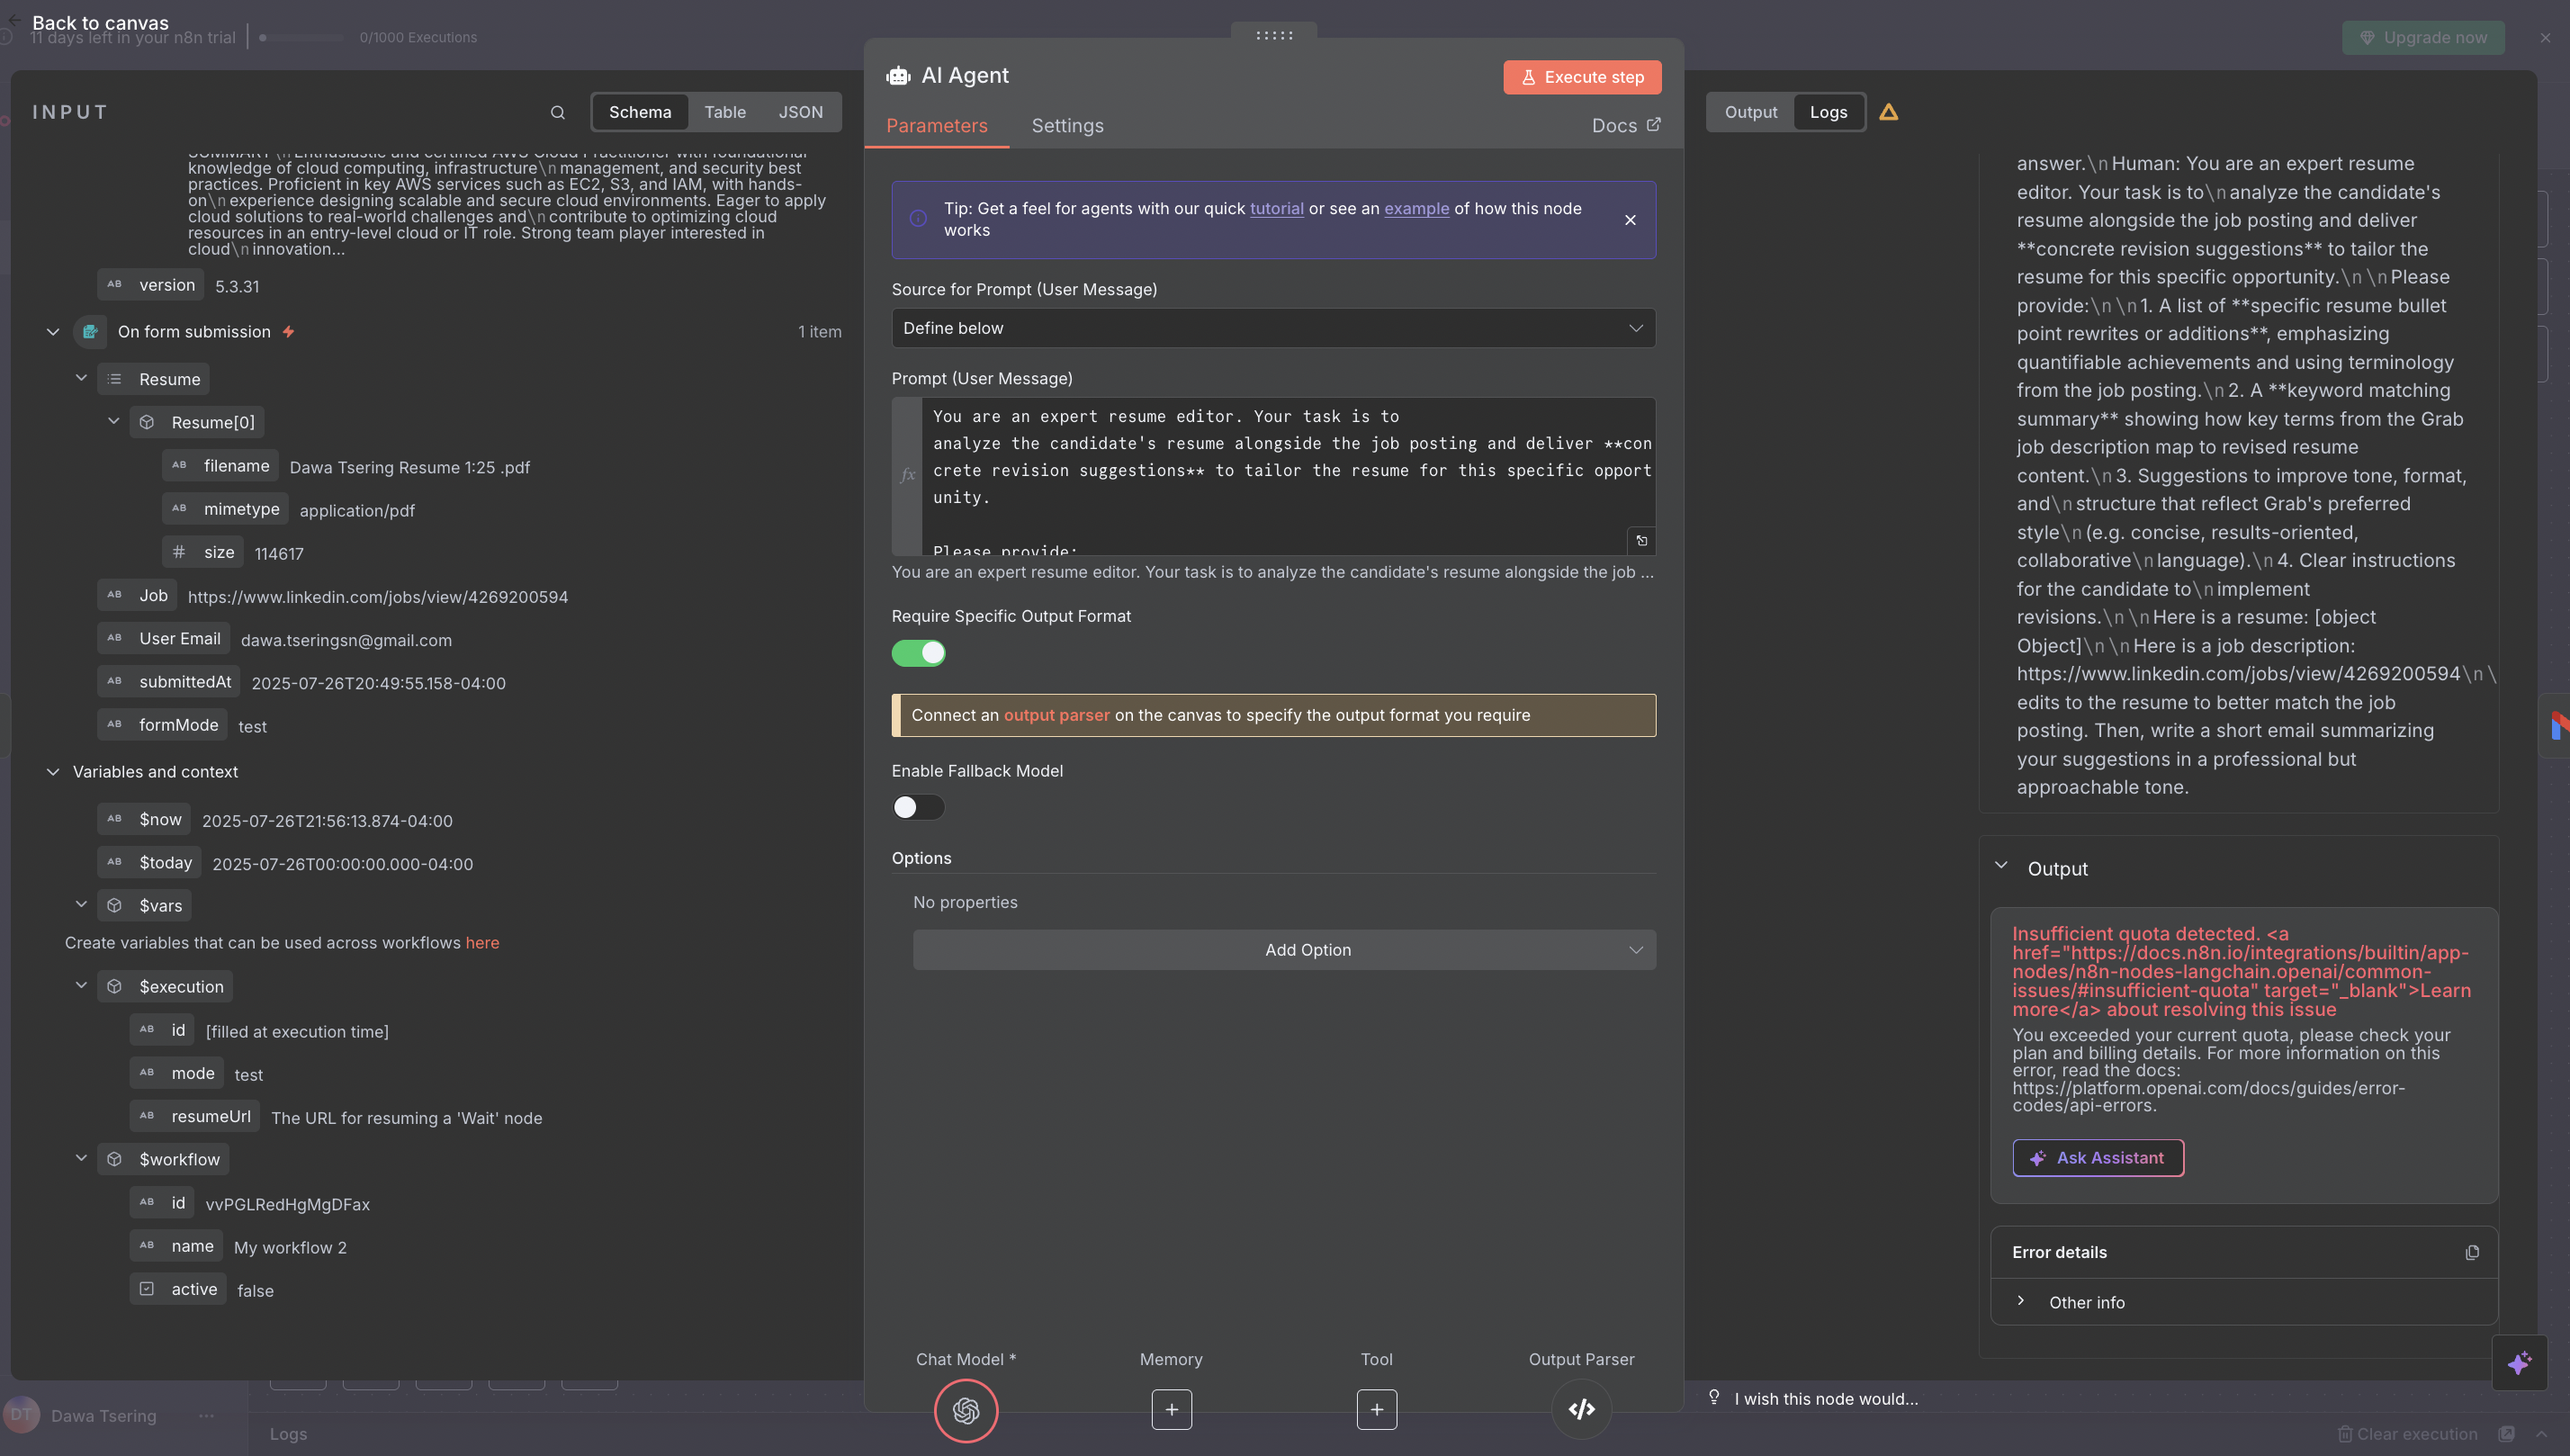 Back to canvas
11 days left in your n8n trial
0/1000 Executions
Upgrade now
INPUT
Schema
Table
JSON
SUMMARY \n Enthusiastic and certified AWS Cloud Practitioner with foundational
knowledge of cloud computing, infrastructure\n management, and security best
practices. Proficient in key AWS services such as EC2, S3, and IAM, with hands-
on\n experience designing scalable and secure cloud environments. Eager to apply
cloud solutions to real-world challenges and\n contribute to optimizing cloud
resources in an entry-level cloud or IT role. Strong team player interested in
cloud\n innovation...
AB version 5.3.31
On form submission
1 item
Resume
Resume[0]
AB filename Dawa Tsering Resume 1:25 .pdf
AB mimetype application/pdf
# size 114617
AB Job https://www.linkedin.com/jobs/view/4269200594
AB User Email dawa.tseringsn@gmail.com
AB submittedAt 2025-07-26T20:49:55.158-04:00
AB formMode test
Variables and context
AB $now 2025-07-26T21:56:13.874-04:00
AB $today 2025-07-26T00:00:00.000-04:00
$vars
Create variables that can be used across workflows here
$execution
AB id [filled at execution time]
AB mode test
AB resumeUrl The URL for resuming a 'Wait' node
$workflow
AB id vvPGLRedHgMgDFax
AB name My workflow 2
active false
DT Dawa Tsering ...
Logs
AI Agent
Execute step
Parameters
Settings
Docs
Tip: Get a feel for agents with our quick tutorial or see an example of how this node
works
Source for Prompt (User Message)
Define below
Prompt (User Message)
fx
You are an expert resume editor. Your task is to
analyze the candidate's resume alongside the job posting and deliver **con
crete revision suggestions** to tailor the resume for this specific opport
unity.
Please provide:
You are an expert resume editor. Your task is to analyze the candidate's resume alongside the job ...
Require Specific Output Format
Connect an output parser on the canvas to specify the output format you require
Enable Fallback Model
Options
No properties
Add Option
Chat Model *
Memory
Tool
Output Parser
Output
Logs
answer.\n Human: You are an expert resume
editor. Your task is to\n analyze the candidate's
resume alongside the job posting and deliver
**concrete revision suggestions** to tailor the
resume for this specific opportunity.\n \n Please
provide:\n \n 1. A list of **specific resume bullet
point rewrites or additions**, emphasizing
quantifiable achievements and using terminology
from the job posting.\n 2. A **keyword matching
summary** showing how key terms from the Grab
job description map to revised resume
content.\n 3. Suggestions to improve tone, format,
and\n structure that reflect Grab's preferred
style\n (e.g. concise, results-oriented,
collaborative\n language).\n 4. Clear instructions
for the candidate to\n implement
revisions.\n \n Here is a resume: [object
Object]\n \n Here is a job description:
https://www.linkedin.com/jobs/view/4269200594\n \
edits to the resume to better match the job
posting. Then, write a short email summarizing
your suggestions in a professional but
approachable tone.
Output
Insufficient quota detected. <a
href="https://docs.n8n.io/integrations/builtin/app-
nodes/n8n-nodes-langchain.openai/common-
issues/#insufficient-quota" target="_blank">Learn
more</a> about resolving this issue
You exceeded your current quota, please check your
plan and billing details. For more information on this
error, read the docs:
https://platform.openai.com/docs/guides/error-
codes/api-errors.
Ask Assistant
Error details
Other info
I wish this node would...
Clear execution